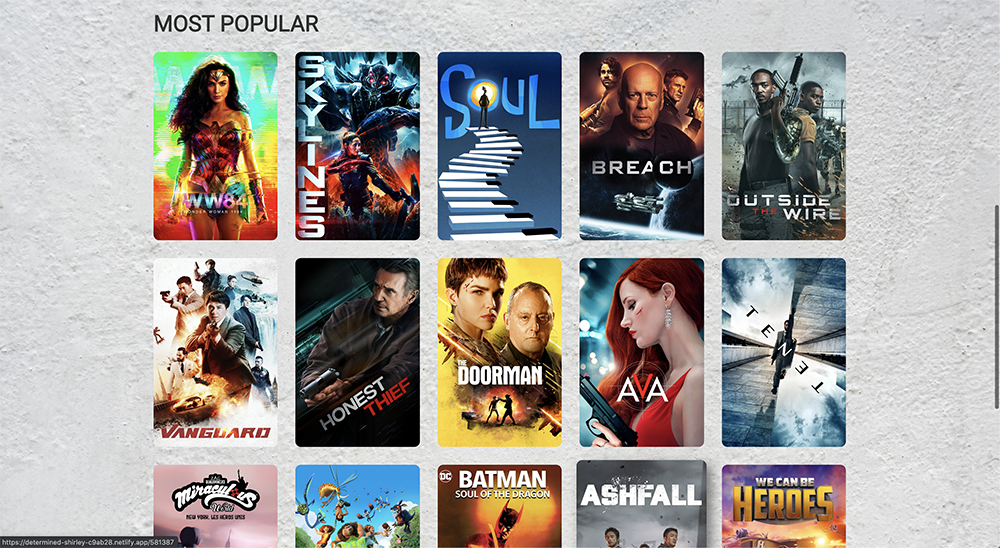 MOST POPULAR
WW84
WONDER WOMAN 1984
SKYLINES
SOUL
BREACH
OUTSIDE
THE WIRE
VANGUARD
HONEST
THIEF
THE
DOORMAN
AVA
TENET
Miraculous
World
NEW YORK, LES HEROS UNIS
DC
BATMAN
SOUL OF THE DRAGON
ASHFALL
WE CAN BE
HEROES
https://determined-shirley-c9ab28.netlify.app/581387